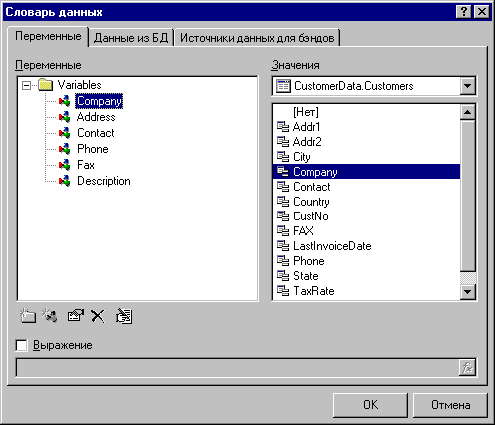 Словарь данных
Переменные
Данные из БД
Источники данных для бэндов
Переменные
Variables
Company
Address
Contact
Phone
Fax
Description
Значения
CustomerData.Customers
[Нет]
Addr1
Addr2
City
Company
Contact
Country
CustNo
FAX
LastInvoiceDate
Phone
State
TaxRate
Выражение
fx
OK
Отмена